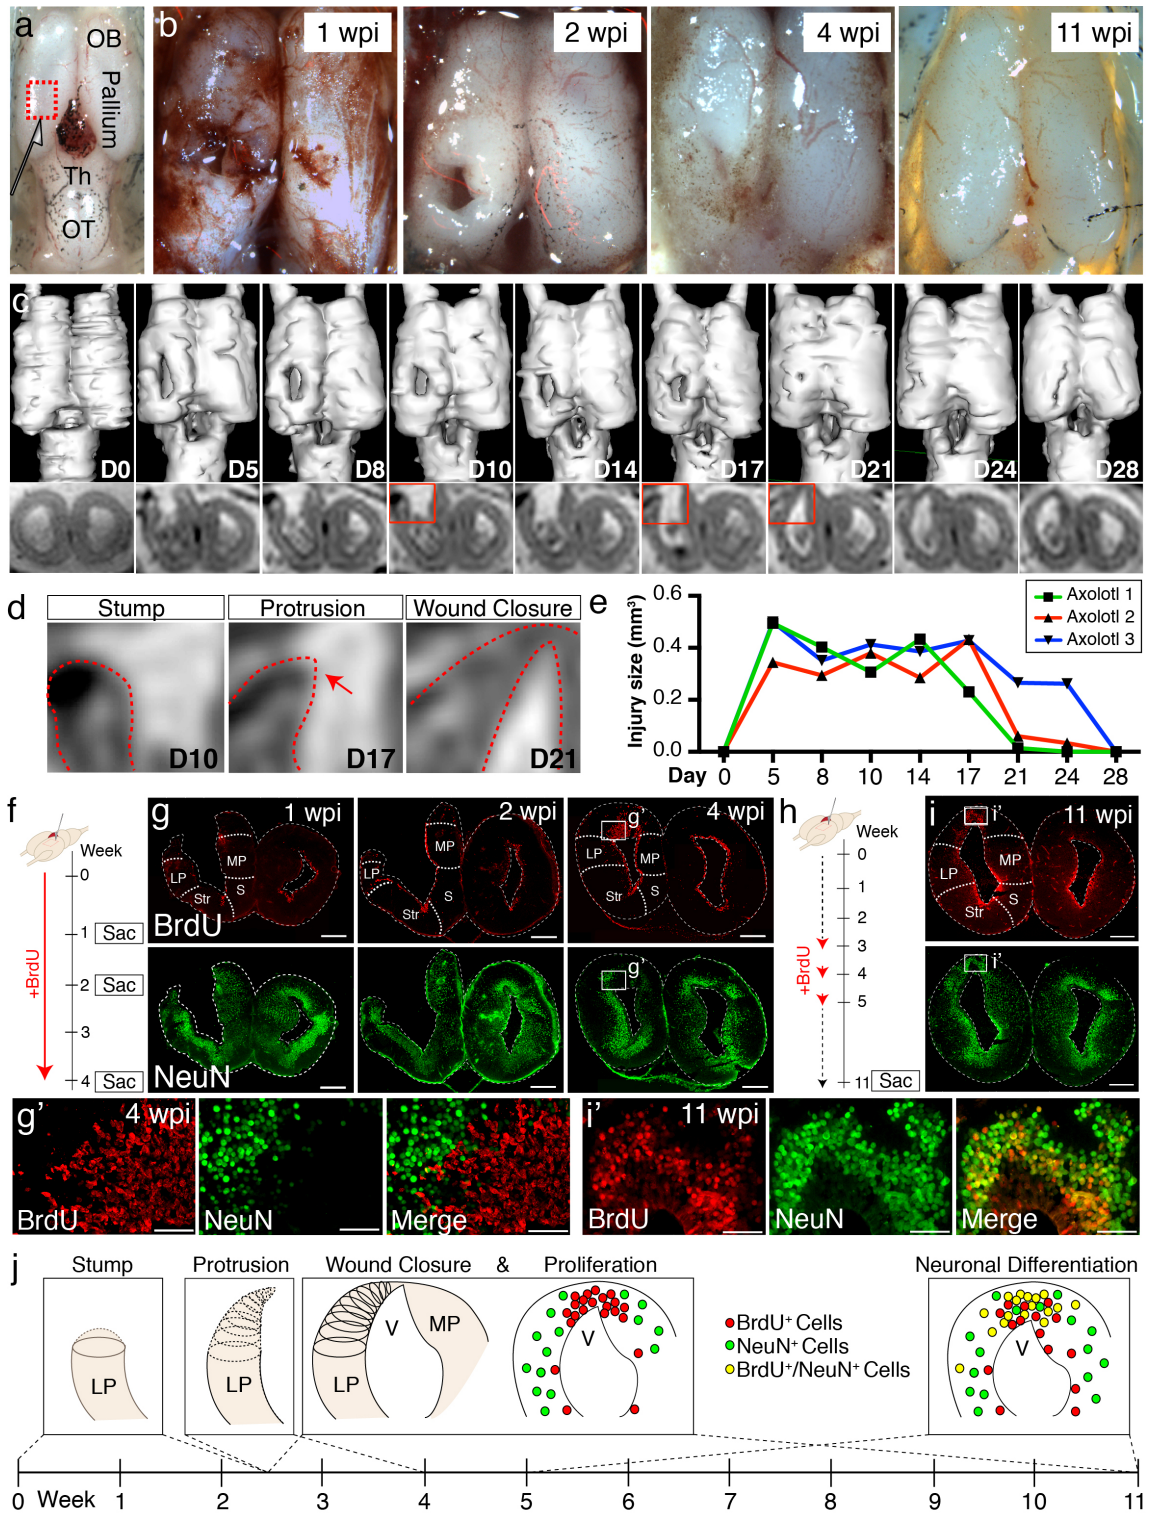 a
OB
Pallium
Th
OT
b
1 wpi
2 wpi
4 wpi
11 wpi
c
D0
D5
D8
D10
D14
D17
D21
D24
D28
d
Stump
Protrusion
Wound Closure
D10
D17
D21
e
Injury size (mm³)
0.6
0.4
0.2
0.0
Day 0 5 8 10 14 17 21 24 28
Axolotl 1
Axolotl 2
Axolotl 3
f
Week
0
1 Sac
2 Sac
3
4 Sac
+BrdU
g
1 wpi
LP
MP
Str
S
BrdU
2 wpi
LP
MP
Str
S
4 wpi
g'
LP
MP
Str
S
NeuN
g'
h
Week
0
1
2
3
4
5
11 Sac
+BrdU
i
11 wpi
i'
LP
MP
Str
S
i'
g'
4 wpi
BrdU
NeuN
Merge
i'
11 wpi
BrdU
NeuN
Merge
j
Stump
Protrusion
Wound Closure & Proliferation
Neuronal Differentiation
LP
LP
LP
V
MP
V
BrdU⁺ Cells
NeuN⁺ Cells
BrdU⁺/NeuN⁺ Cells
V
0 Week 1 2 3 4 5 6 7 8 9 10 11